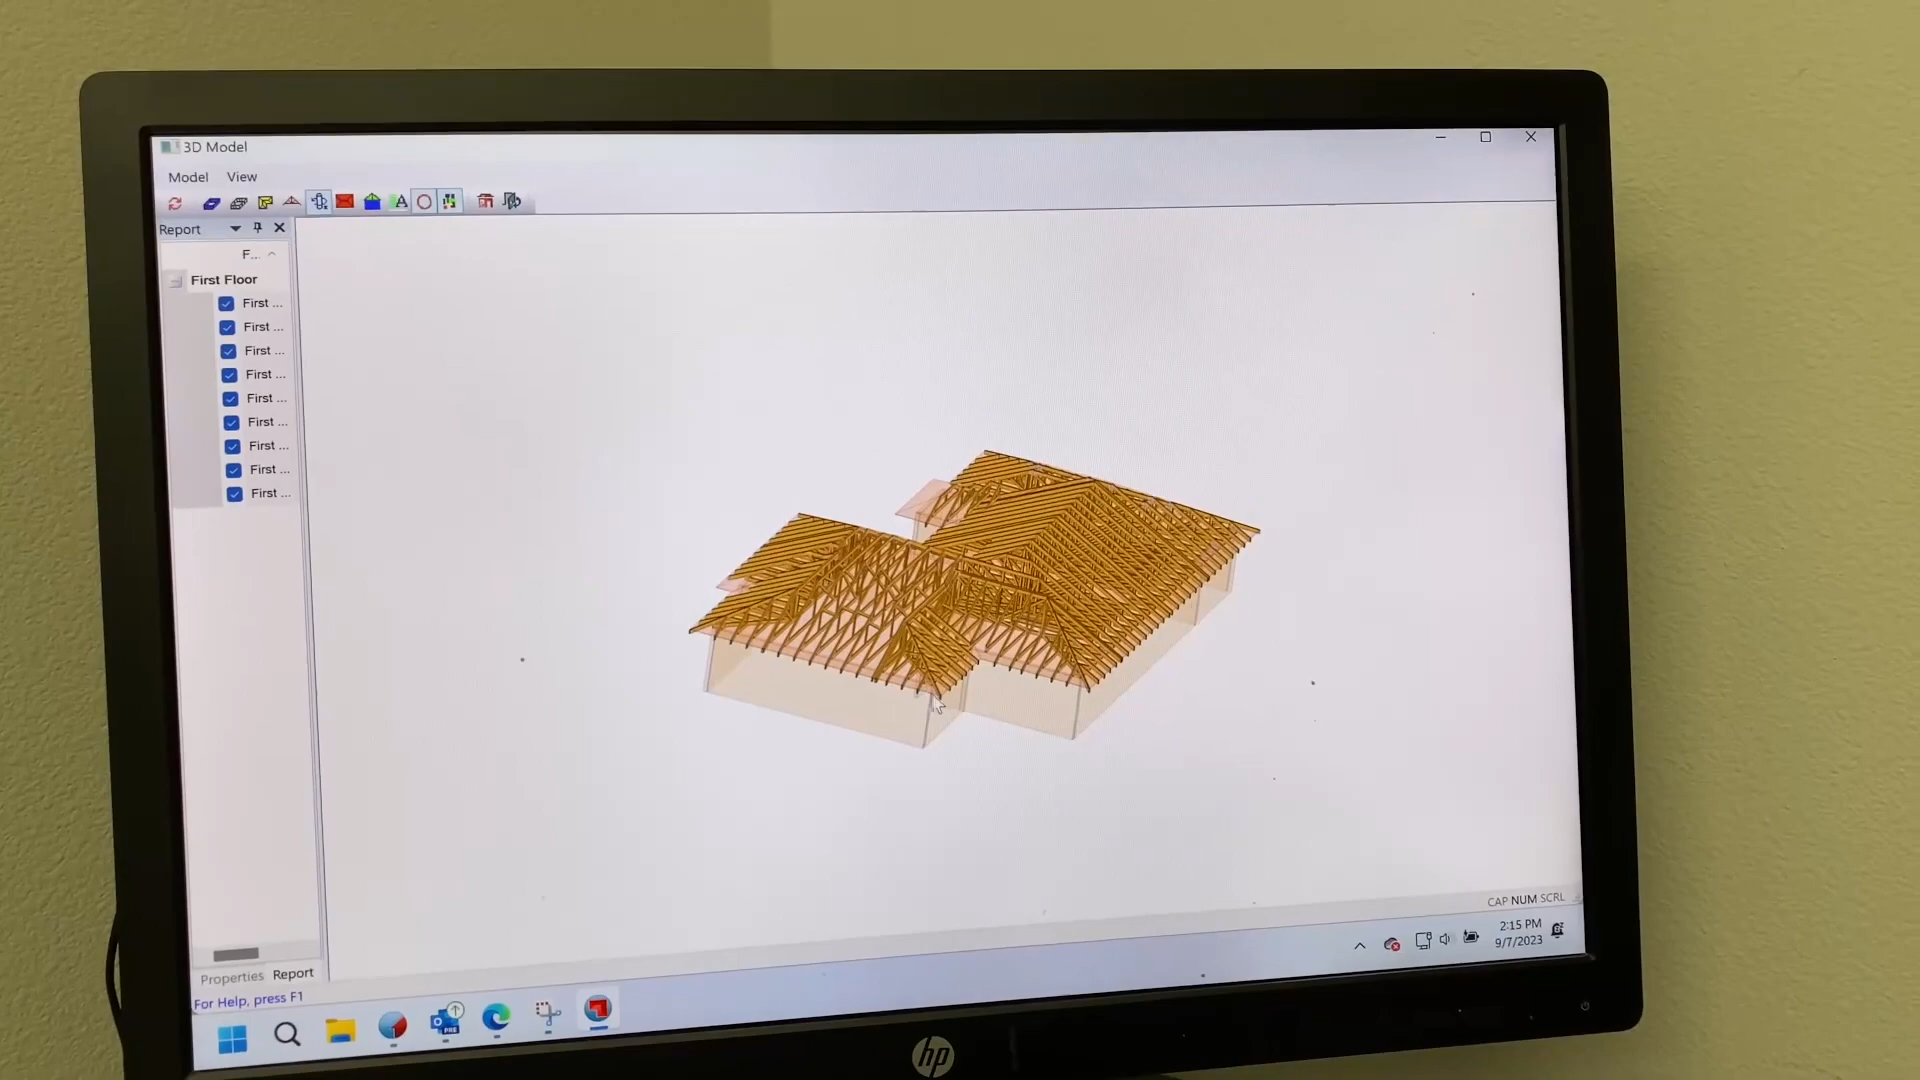 3D Model
Model View
A
Report
F...
First Floor
First ...
First ...
First ...
First ...
First ...
First ...
First ...
First ...
First ...
Properties Report
For Help, press F1
CAP NUM SCRL
2:15 PM
9/7/2023
PRE
hp